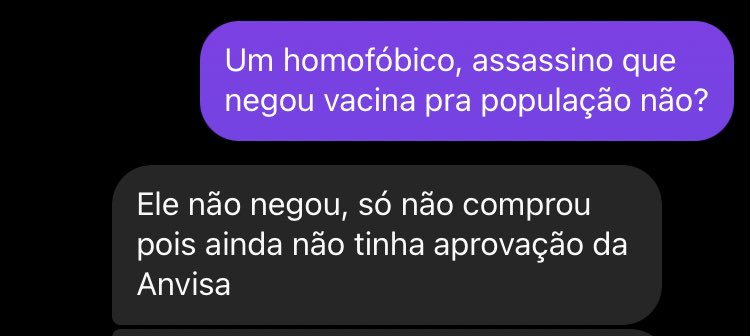 Um homofóbico, assassino que
negou vacina pra população não?
Ele não negou, só não comprou
pois ainda não tinha aprovação da
Anvisa